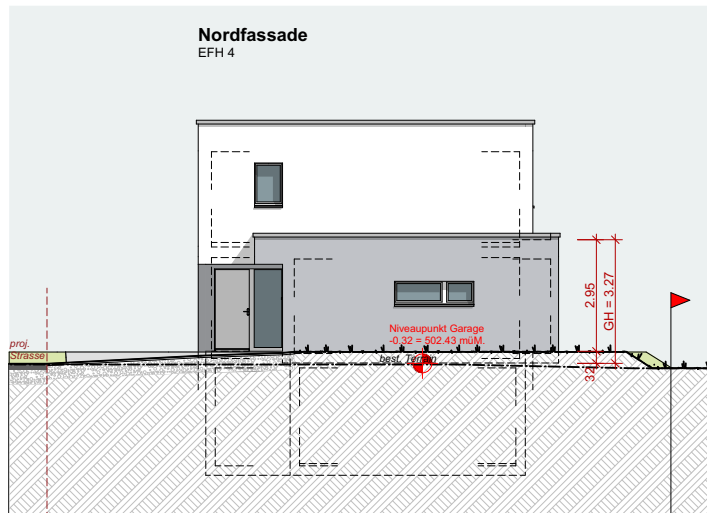 Nordfassade
EFH 4
2.95
GH = 3.27
Niveaupunkt Garage
-0.32 = 502.43 müM.
proj.
Strasse
best. Terrain
32